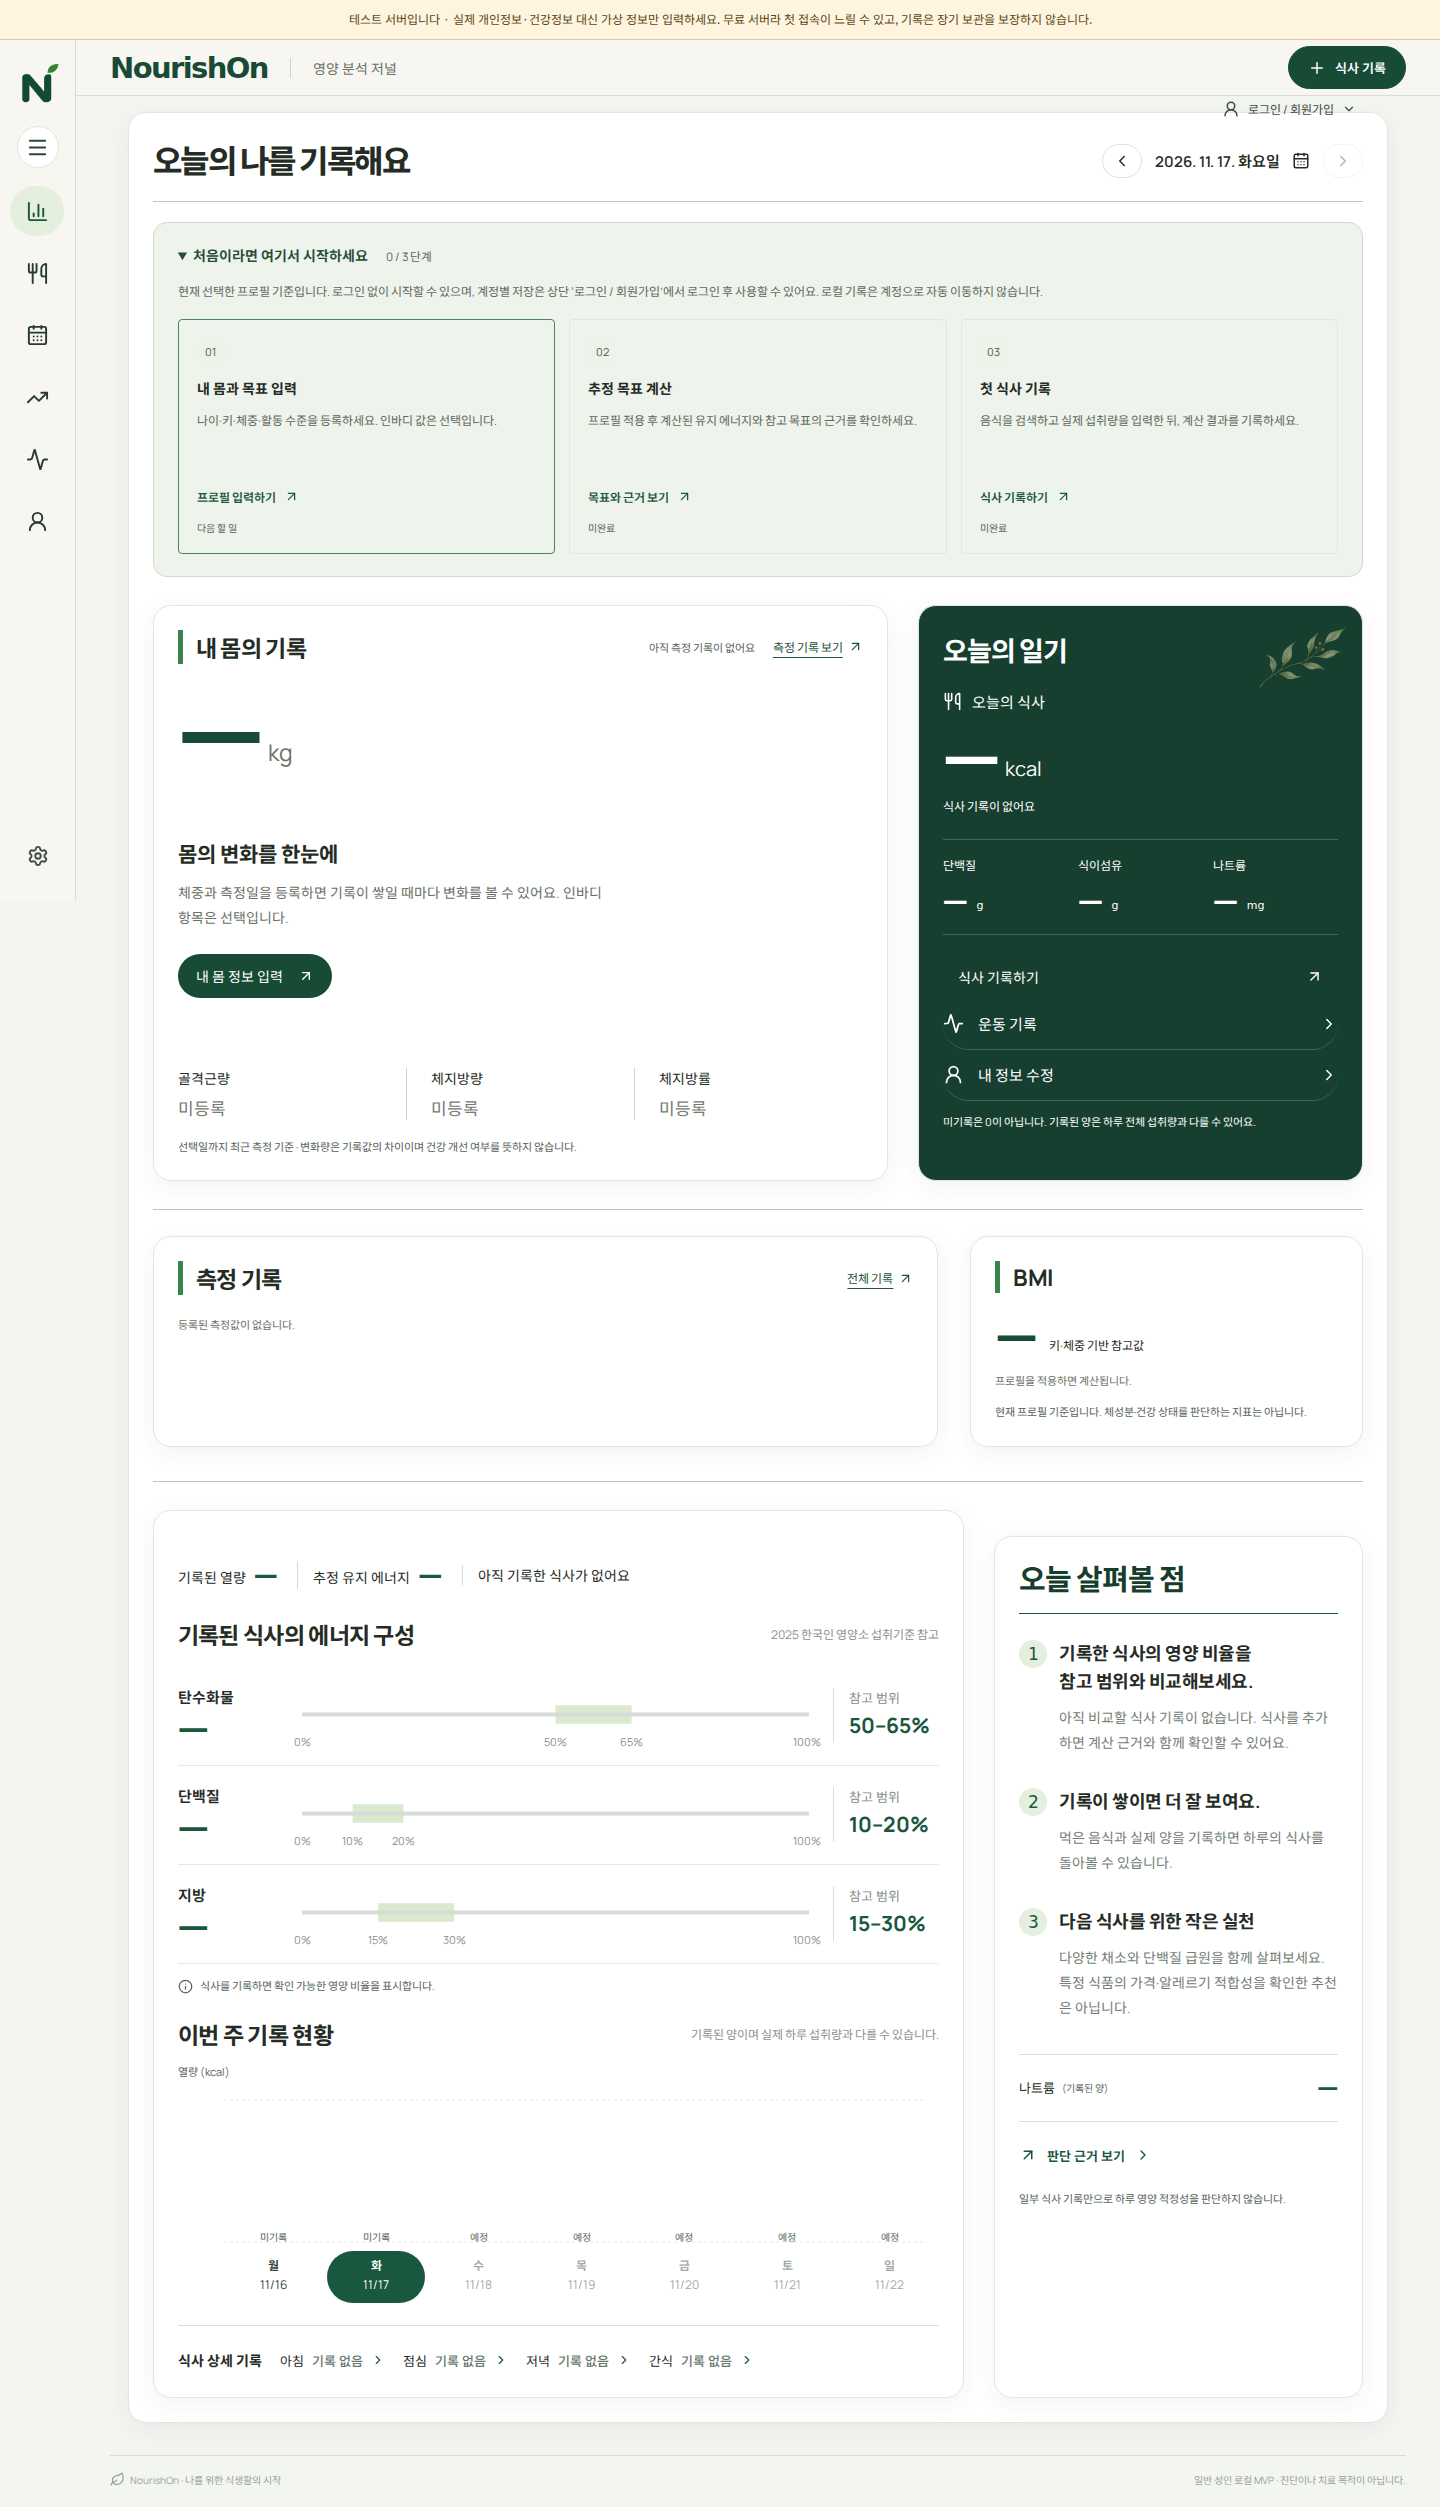 테스트 서버입니다 · 실제 개인정보·건강정보 대신 가상 정보만 입력하세요. 무료 서버라 첫 접속이 느릴 수 있고, 기록은 장기 보관을 보장하지 않습니다.
N
NourishOn
영양 분석 저널
식사 기록
로그인 / 회원가입
오늘의 나를 기록해요
2026. 11. 17. 화요일
처음이라면 여기서 시작하세요 0 / 3 단계
현재 선택한 프로필 기준입니다. 로그인 없이 시작할 수 있으며, 계정별 저장은 상단 '로그인 / 회원가입'에서 로그인 후 사용할 수 있어요. 로컬 기록은 계정으로 자동 이동하지 않습니다.
01
내 몸과 목표 입력
나이·키·체중·활동 수준을 등록하세요. 인바디 값은 선택입니다.
프로필 입력하기
다음 할 일
02
추정 목표 계산
프로필 적용 후 계산된 유지 에너지와 참고 목표의 근거를 확인하세요.
목표와 근거 보기
미완료
03
첫 식사 기록
음식을 검색하고 실제 섭취량을 입력한 뒤, 계산 결과를 기록하세요.
식사 기록하기
미완료
내 몸의 기록
아직 측정 기록이 없어요
측정 기록 보기
— kg
몸의 변화를 한눈에
체중과 측정일을 등록하면 기록이 쌓일 때마다 변화를 볼 수 있어요. 인바디
항목은 선택입니다.
내 몸 정보 입력
골격근량
미등록
체지방량
미등록
체지방률
미등록
선택일까지 최근 측정 기준 · 변화량은 기록값의 차이이며 건강 개선 여부를 뜻하지 않습니다.
오늘의 일기
오늘의 식사
— kcal
식사 기록이 없어요
단백질
— g
식이섬유
— g
나트륨
— mg
식사 기록하기
운동 기록
내 정보 수정
미기록은 0이 아닙니다. 기록된 양은 하루 전체 섭취량과 다를 수 있어요.
측정 기록
전체 기록
등록된 측정값이 없습니다.
BMI
— 키·체중 기반 참고값
프로필을 적용하면 계산됩니다.
현재 프로필 기준입니다. 체성분·건강 상태를 판단하는 지표는 아닙니다.
기록된 열량 —
추정 유지 에너지 —
아직 기록한 식사가 없어요
기록된 식사의 에너지 구성
2025 한국인 영양소 섭취기준 참고
탄수화물
—
0% 50% 65% 100%
참고 범위
50–65%
단백질
—
0% 10% 20% 100%
참고 범위
10–20%
지방
—
0% 15% 30% 100%
참고 범위
15–30%
식사를 기록하면 확인 가능한 영양 비율을 표시합니다.
이번 주 기록 현황
기록된 양이며 실제 하루 섭취량과 다를 수 있습니다.
열량 (kcal)
미기록 미기록 예정 예정 예정 예정 예정
월 화 수 목 금 토 일
11/16 11/17 11/18 11/19 11/20 11/21 11/22
식사 상세 기록 아침 기록 없음 점심 기록 없음 저녁 기록 없음 간식 기록 없음
오늘 살펴볼 점
1 기록한 식사의 영양 비율을
참고 범위와 비교해보세요.
아직 비교할 식사 기록이 없습니다. 식사를 추가
하면 계산 근거와 함께 확인할 수 있어요.
2 기록이 쌓이면 더 잘 보여요.
먹은 음식과 실제 양을 기록하면 하루의 식사를
돌아볼 수 있습니다.
3 다음 식사를 위한 작은 실천
다양한 채소와 단백질 급원을 함께 살펴보세요.
특정 식품의 가격·알레르기 적합성을 확인한 추천
은 아닙니다.
나트륨 (기록된 양) —
판단 근거 보기
일부 식사 기록만으로 하루 영양 적정성을 판단하지 않습니다.
NourishOn · 나를 위한 식생활의 시작
일반 성인 로컬 MVP · 진단이나 치료 목적이 아닙니다.